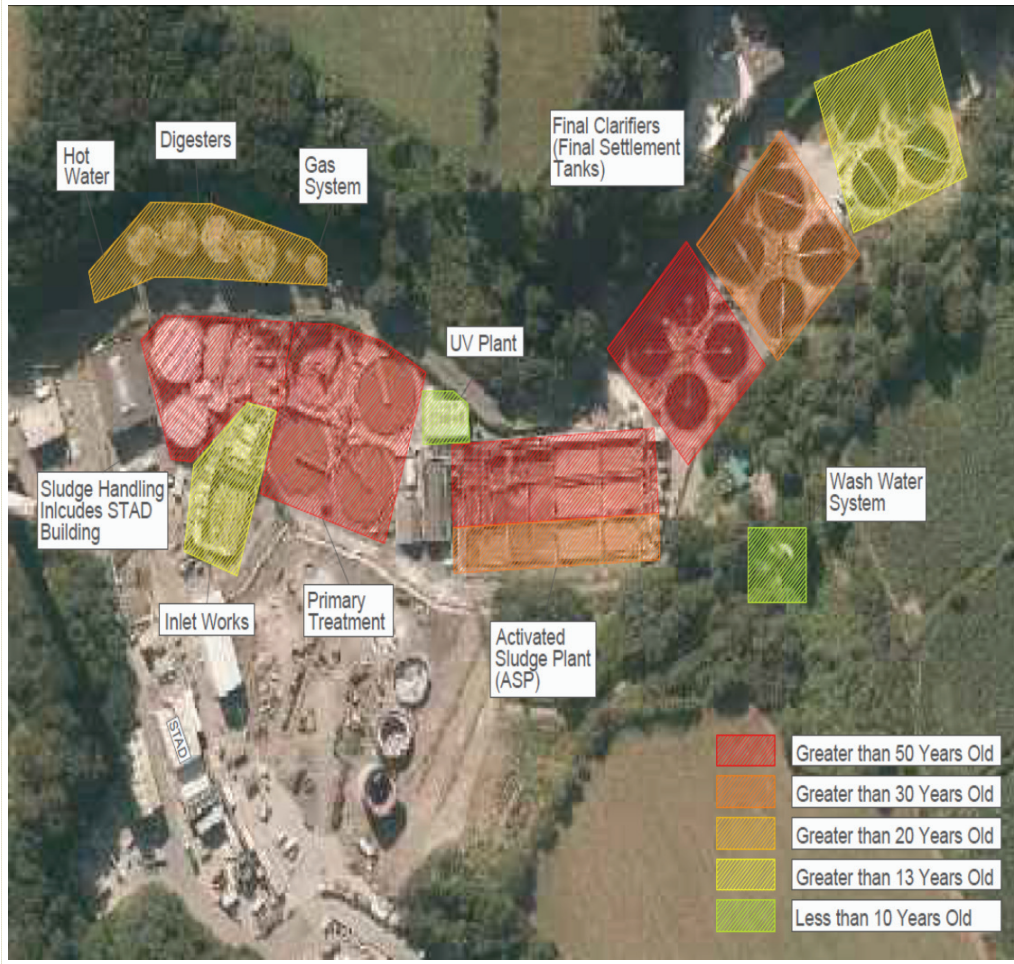 Final Clarifiers
(Final Settlement
Tanks)
Digesters
Hot
Water
Gas
System
UV Plant
Sludge Handling
Inlcudes STAD
Building
Wash Water
System
Inlet Works
Primary
Treatment
Activated
Sludge Plant
(ASP)
STAD
Greater than 50 Years Old
Greater than 30 Years Old
Greater than 20 Years Old
Greater than 13 Years Old
Less than 10 Years Old